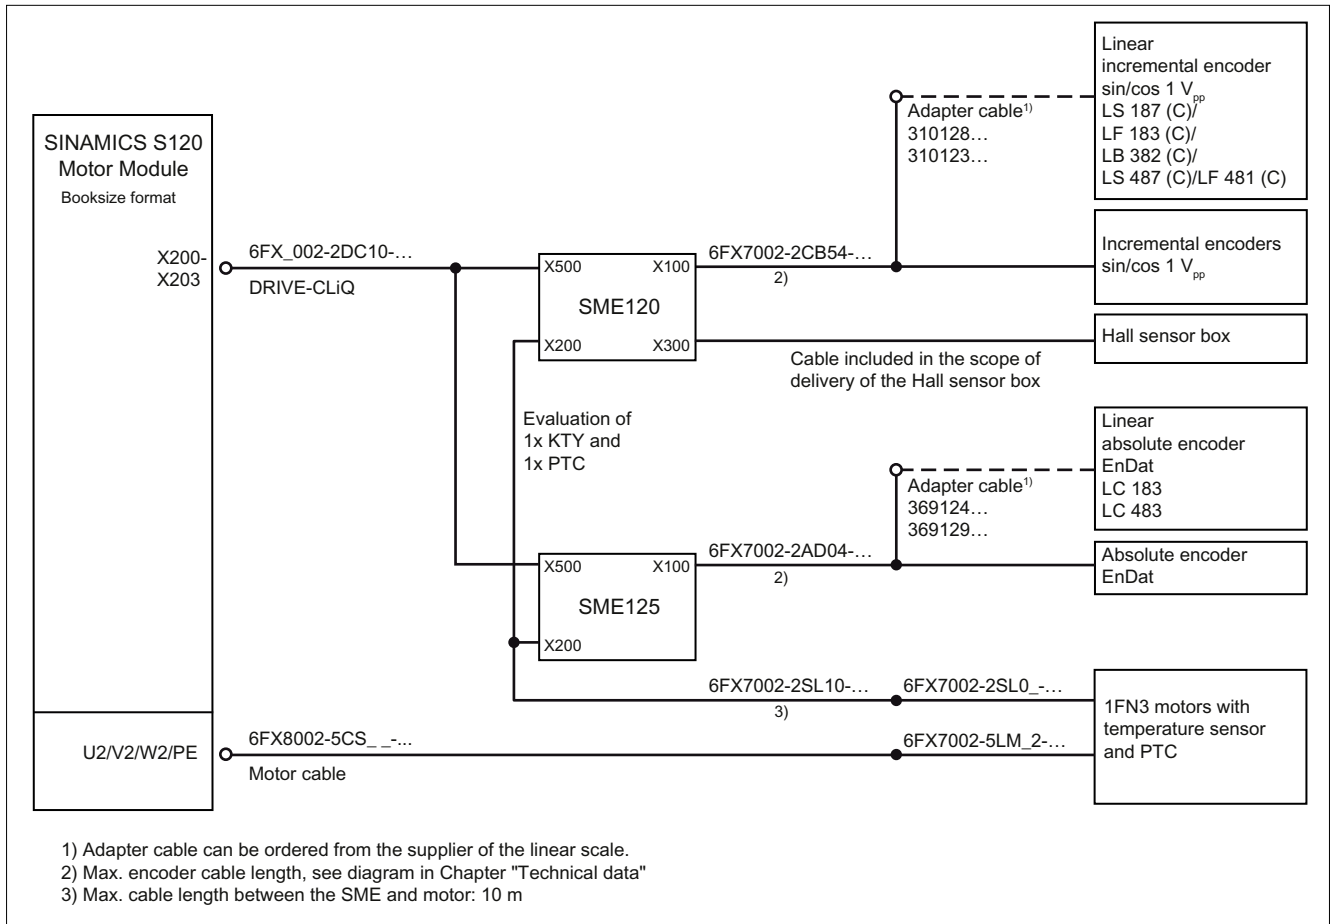 SINAMICS S120
Motor Module
Booksize format
X200-
X203
6FX_002-2DC10-…
DRIVE-CLiQ
X500
X100
SME120
X200
X300
6FX7002-2CB54-…
2)
Adapter cable1)
310128…
310123…
Linear
incremental encoder
sin/cos 1 Vpp
LS 187 (C)/
LF 183 (C)/
LB 382 (C)/
LS 487 (C)/LF 481 (C)
Incremental encoders
sin/cos 1 Vpp
Hall sensor box
Cable included in the scope of
delivery of the Hall sensor box
Evaluation of
1x KTY and
1x PTC
Linear
absolute encoder
EnDat
LC 183
LC 483
Adapter cable1)
369124…
369129…
6FX7002-2AD04-…
2)
Absolute encoder
EnDat
X500
X100
SME125
X200
6FX7002-2SL10-…
3)
6FX7002-2SL0_-…
1FN3 motors with
temperature sensor
and PTC
U2/V2/W2/PE
6FX8002-5CS_ _-...
Motor cable
6FX7002-5LM_2-…
1) Adapter cable can be ordered from the supplier of the linear scale.
2) Max. encoder cable length, see diagram in Chapter "Technical data"
3) Max. cable length between the SME and motor: 10 m